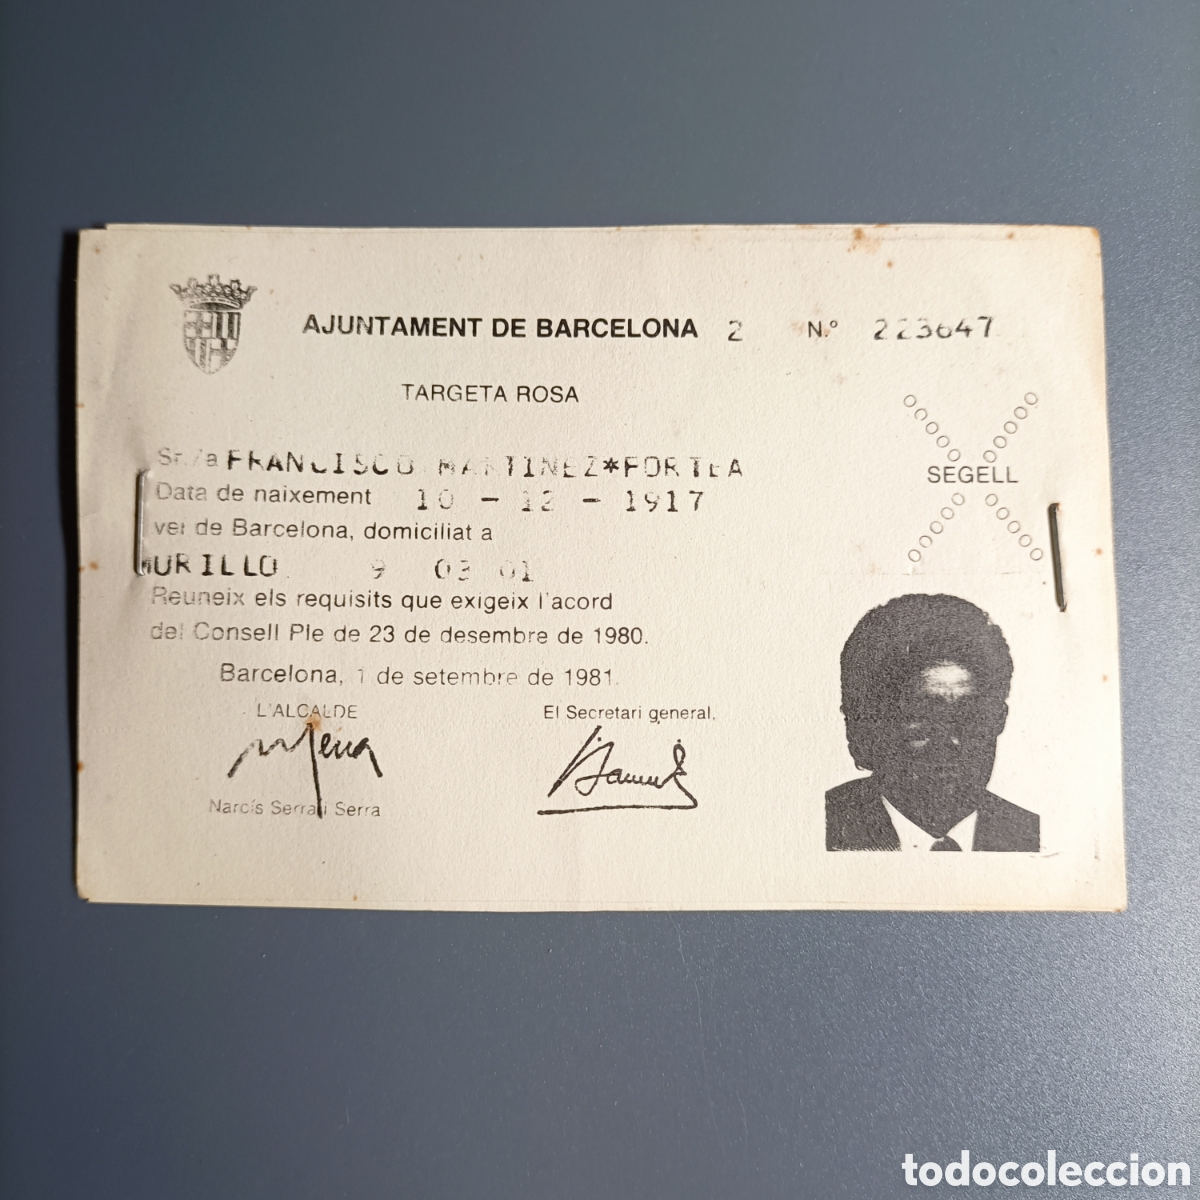 AJUNTAMENT DE BARCELONA 2 N.º 223647
TARGETA ROSA
Sr./a FRANCISCO MARTINEZ*FORTEA
Data de naixement 10 - 12 - 1917
veí de Barcelona, domiciliat a
MURILLO 9 03 01
Reuneix els requisits que exigeix l'acord
del Consell Ple de 23 de desembre de 1980.
Barcelona, 1 de setembre de 1981.
L'ALCALDE
El Secretari general,
Narcís Serra i Serra
SEGELL
todocoleccion